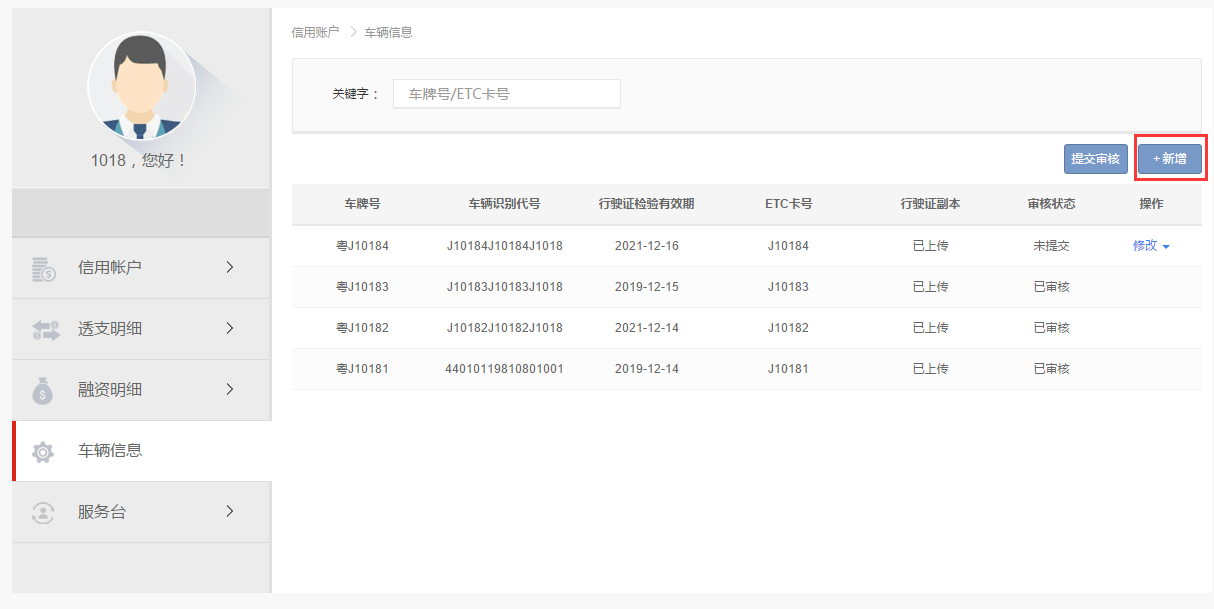 1018，您好！
信用帐户
透支明细
融资明细
车辆信息
服务台
信用账户 > 车辆信息
关键字： 车牌号/ETC卡号
提交审核 +新增
车牌号 车辆识别代号 行驶证检验有效期 ETC卡号 行驶证副本 审核状态 操作
粤J10184 J10184J10184J1018 2021-12-16 J10184 已上传 未提交 修改
粤J10183 J10183J10183J1018 2019-12-15 J10183 已上传 已审核
粤J10182 J10182J10182J1018 2021-12-14 J10182 已上传 已审核
粤J10181 44010119810801001 2019-12-14 J10181 已上传 已审核